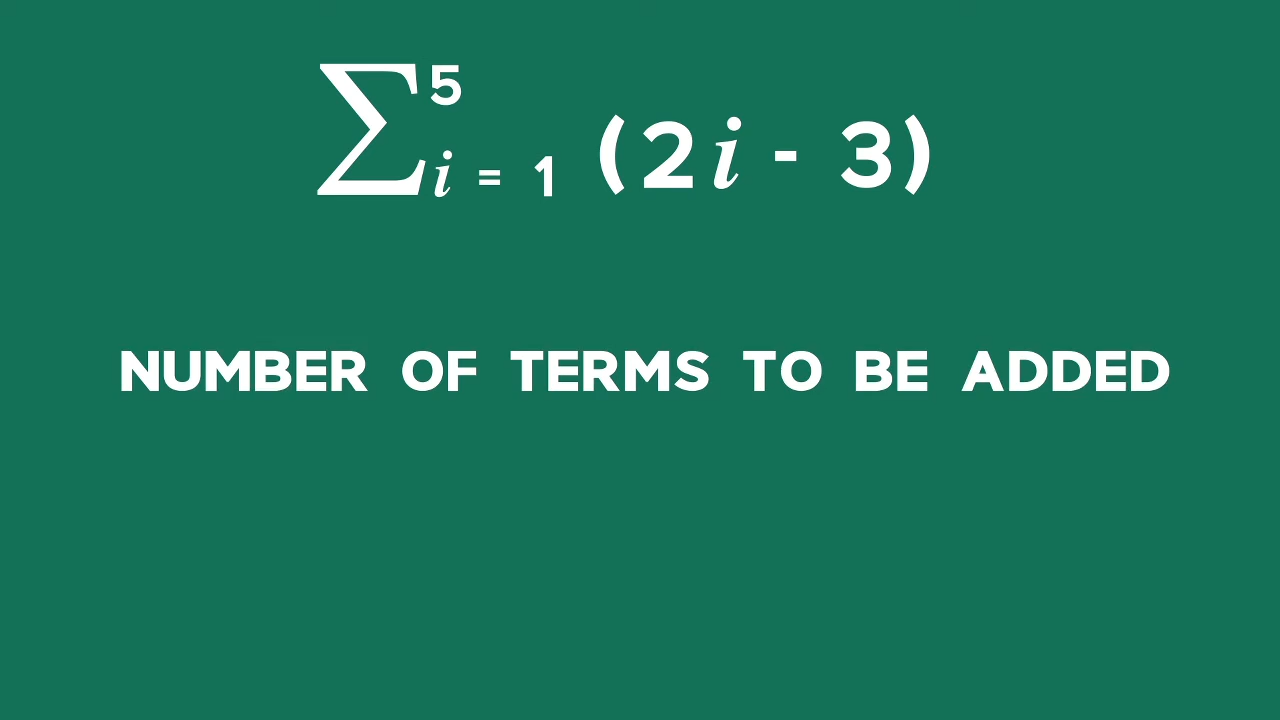 ∑⁵ᵢ ₌ ₁ (2i - 3)
NUMBER OF TERMS TO BE ADDED